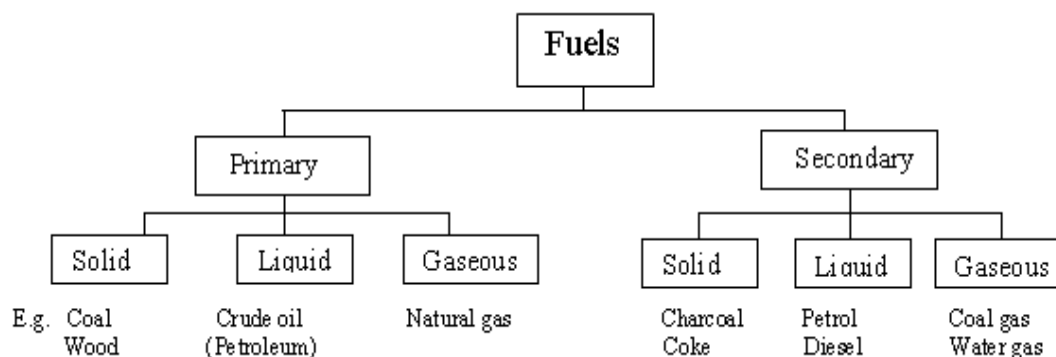 Fuels
Primary Secondary
Solid Liquid Gaseous Solid Liquid Gaseous
E.g. Coal Crude oil Natural gas Charcoal Petrol Coal gas
Wood (Petroleum) Coke Diesel Water gas